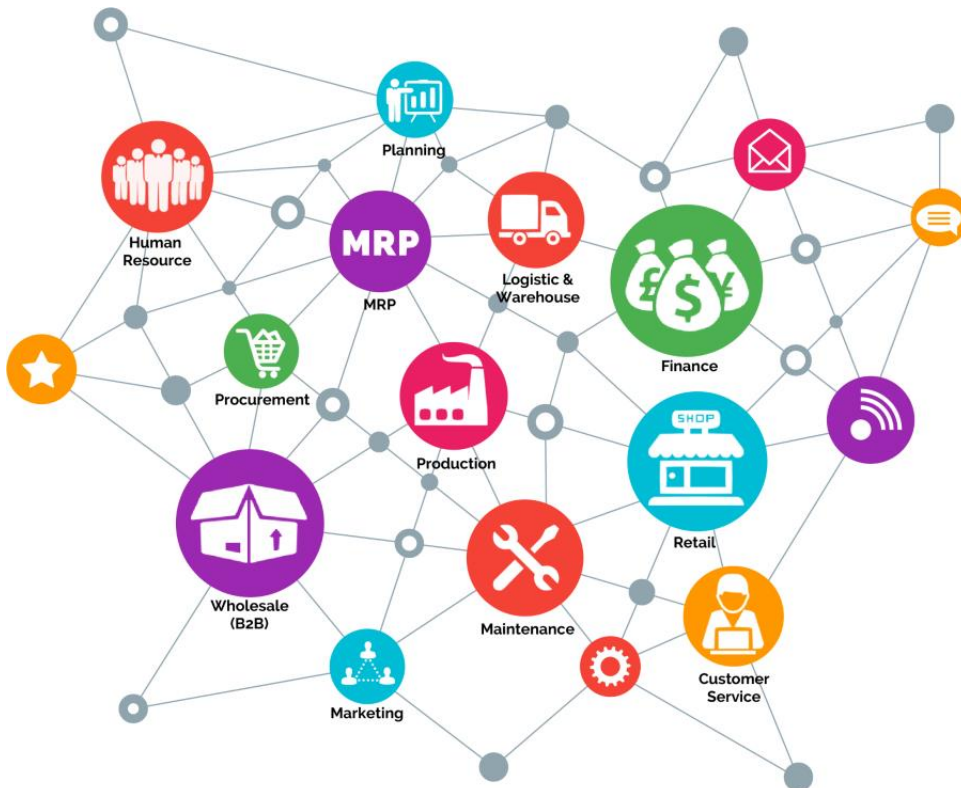 Planning
Human
Resource
MRP
MRP
Logistic &
Warehouse
£
$
¥
Finance
Procurement
SHOP
Production
Retail
Wholesale
(B2B)
Maintenance
Customer
Service
Marketing